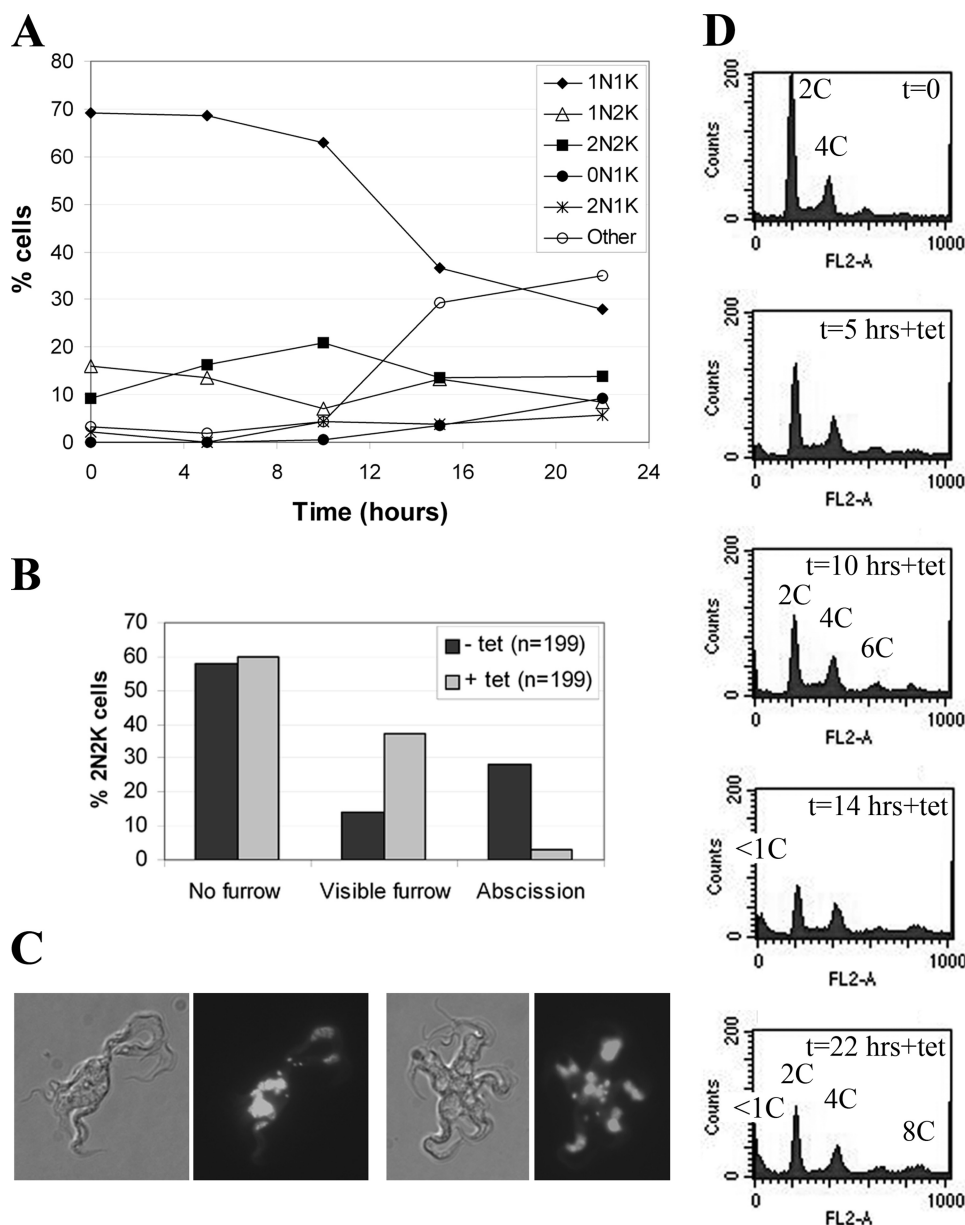 A
80
70
60
50
40
30
20
10
0
% cells
0 4 8 12 16 20 24
Time (hours)
1N1K
1N2K
2N2K
0N1K
2N1K
Other
B
70
60
50
40
30
20
10
0
% 2N2K cells
- tet (n=199)
+ tet (n=199)
No furrow Visible furrow Abscission
C
D
200
2C
t=0
4C
Counts
0
0 1000
FL2-A
200
t=5 hrs+tet
Counts
0
0 1000
FL2-A
200
t=10 hrs+tet
2C
4C
6C
Counts
0
0 1000
FL2-A
200
t=14 hrs+tet
<1C
Counts
0
0 1000
FL2-A
200
t=22 hrs+tet
2C
<1C
4C
8C
Counts
0
0 1000
FL2-A